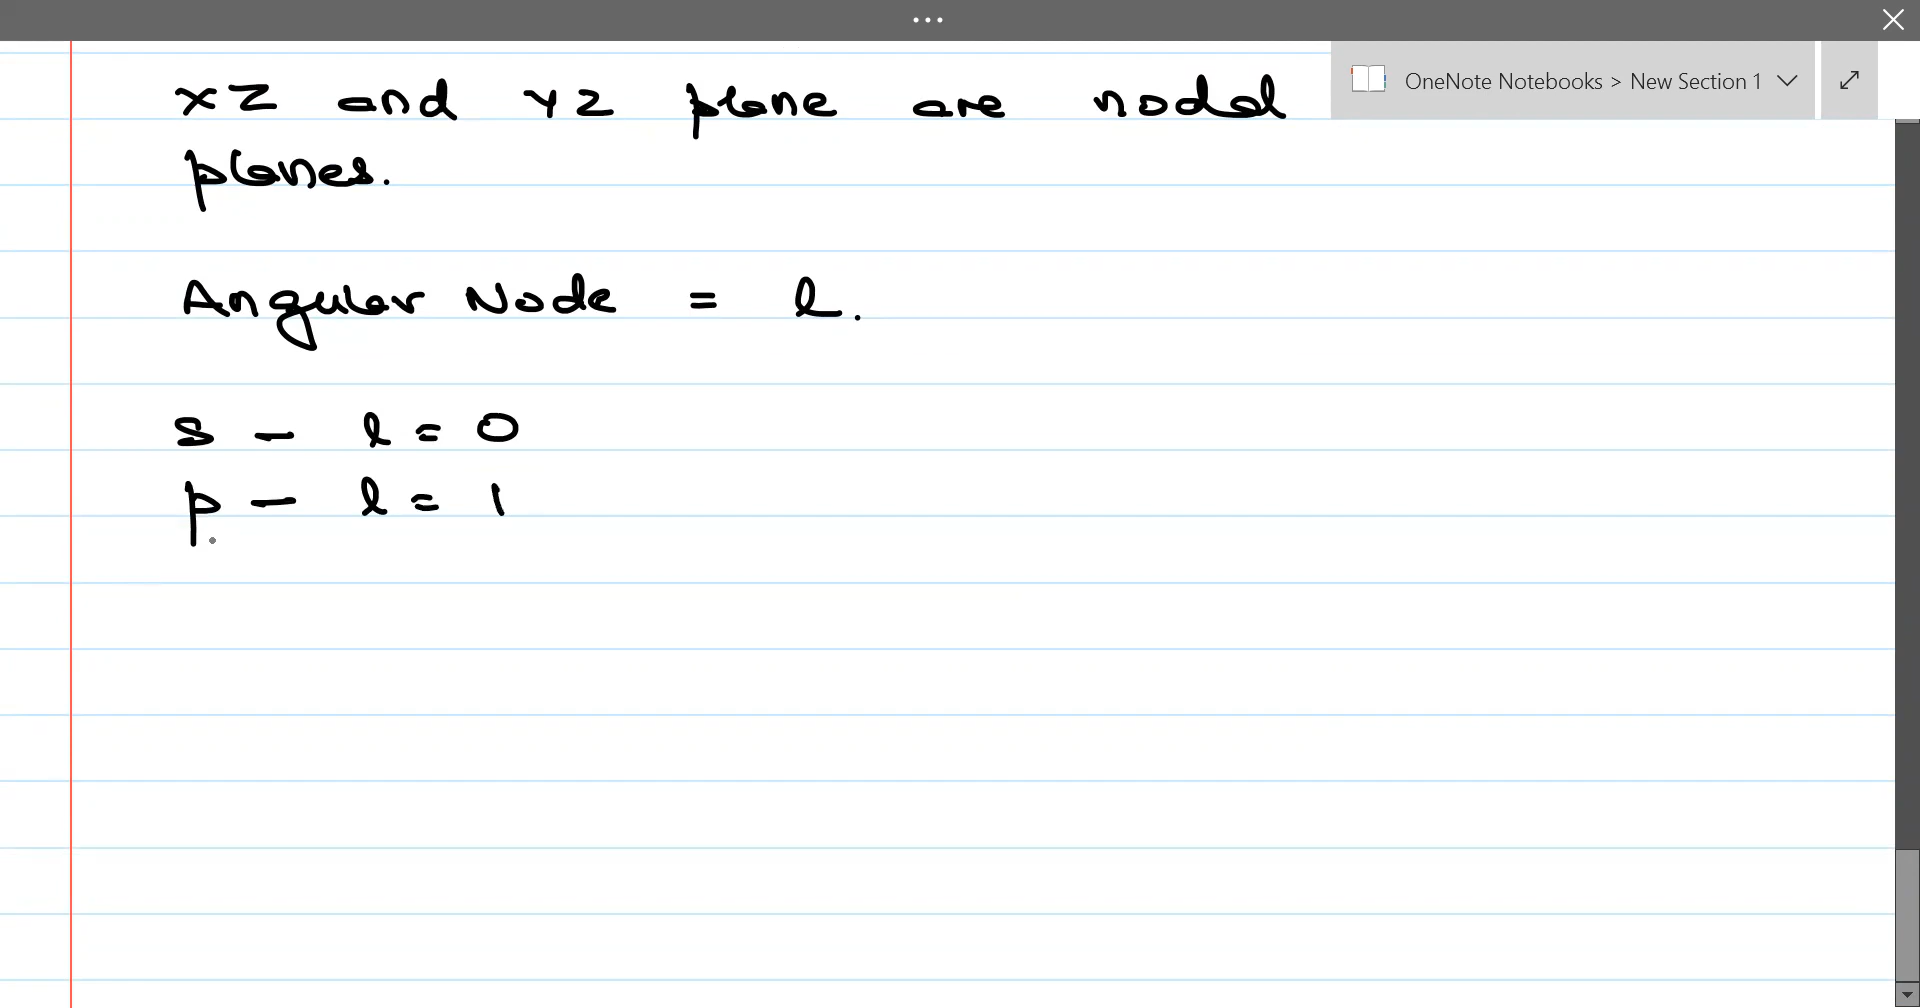 ...
OneNote Notebooks > New Section 1
XZ and YZ plane are nodal
planes.
Angular Node = l.
s - l = 0
p - l = 1